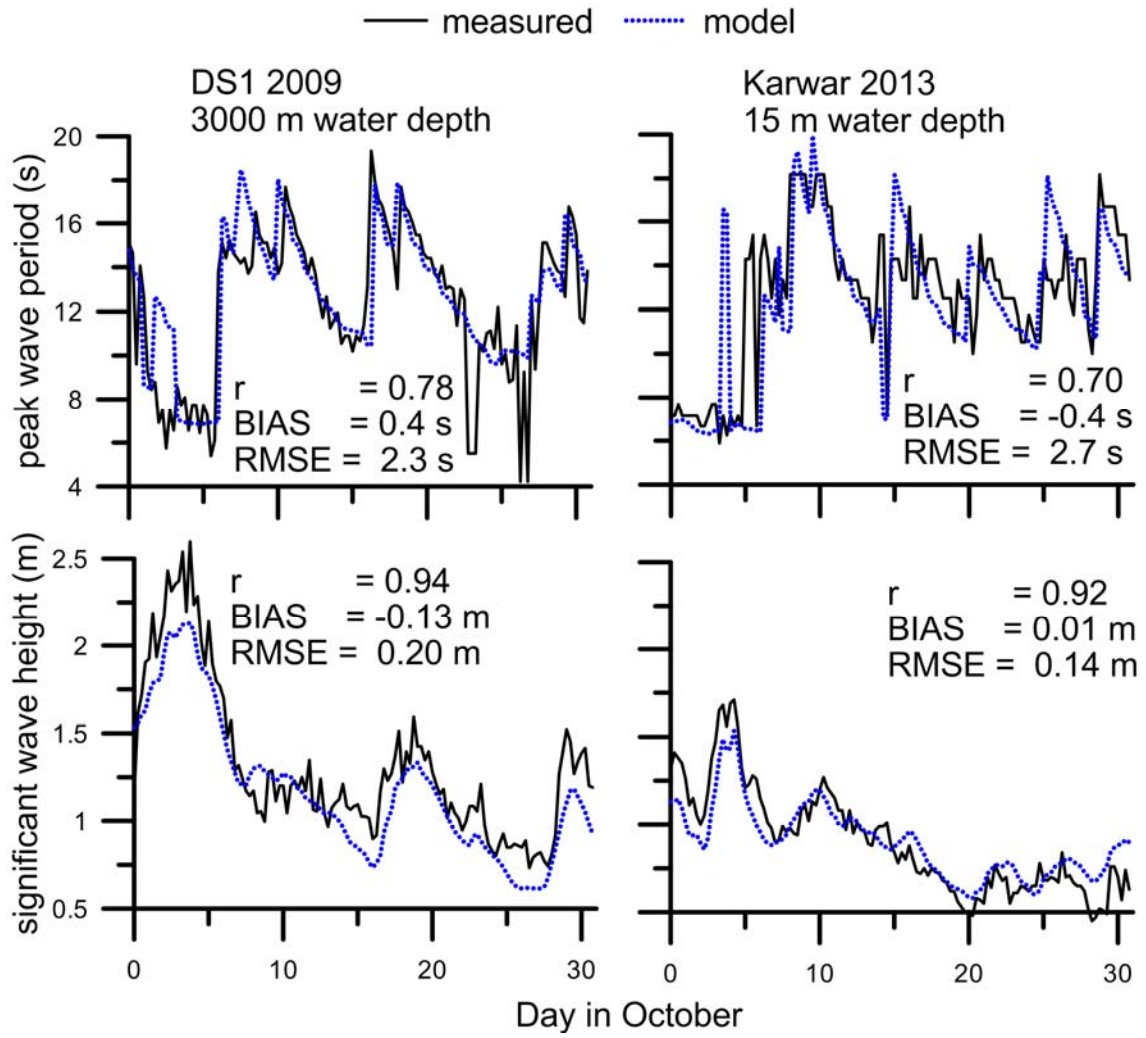 measured model
DS1 2009
3000 m water depth
Karwar 2013
15 m water depth
peak wave period (s)
20
16
12
8
4
r = 0.78
BIAS = 0.4 s
RMSE = 2.3 s
r = 0.70
BIAS = -0.4 s
RMSE = 2.7 s
significant wave height (m)
2.5
2
1.5
1
0.5
r = 0.94
BIAS = -0.13 m
RMSE = 0.20 m
r = 0.92
BIAS = 0.01 m
RMSE = 0.14 m
0 10 20 30
0 10 20 30
Day in October